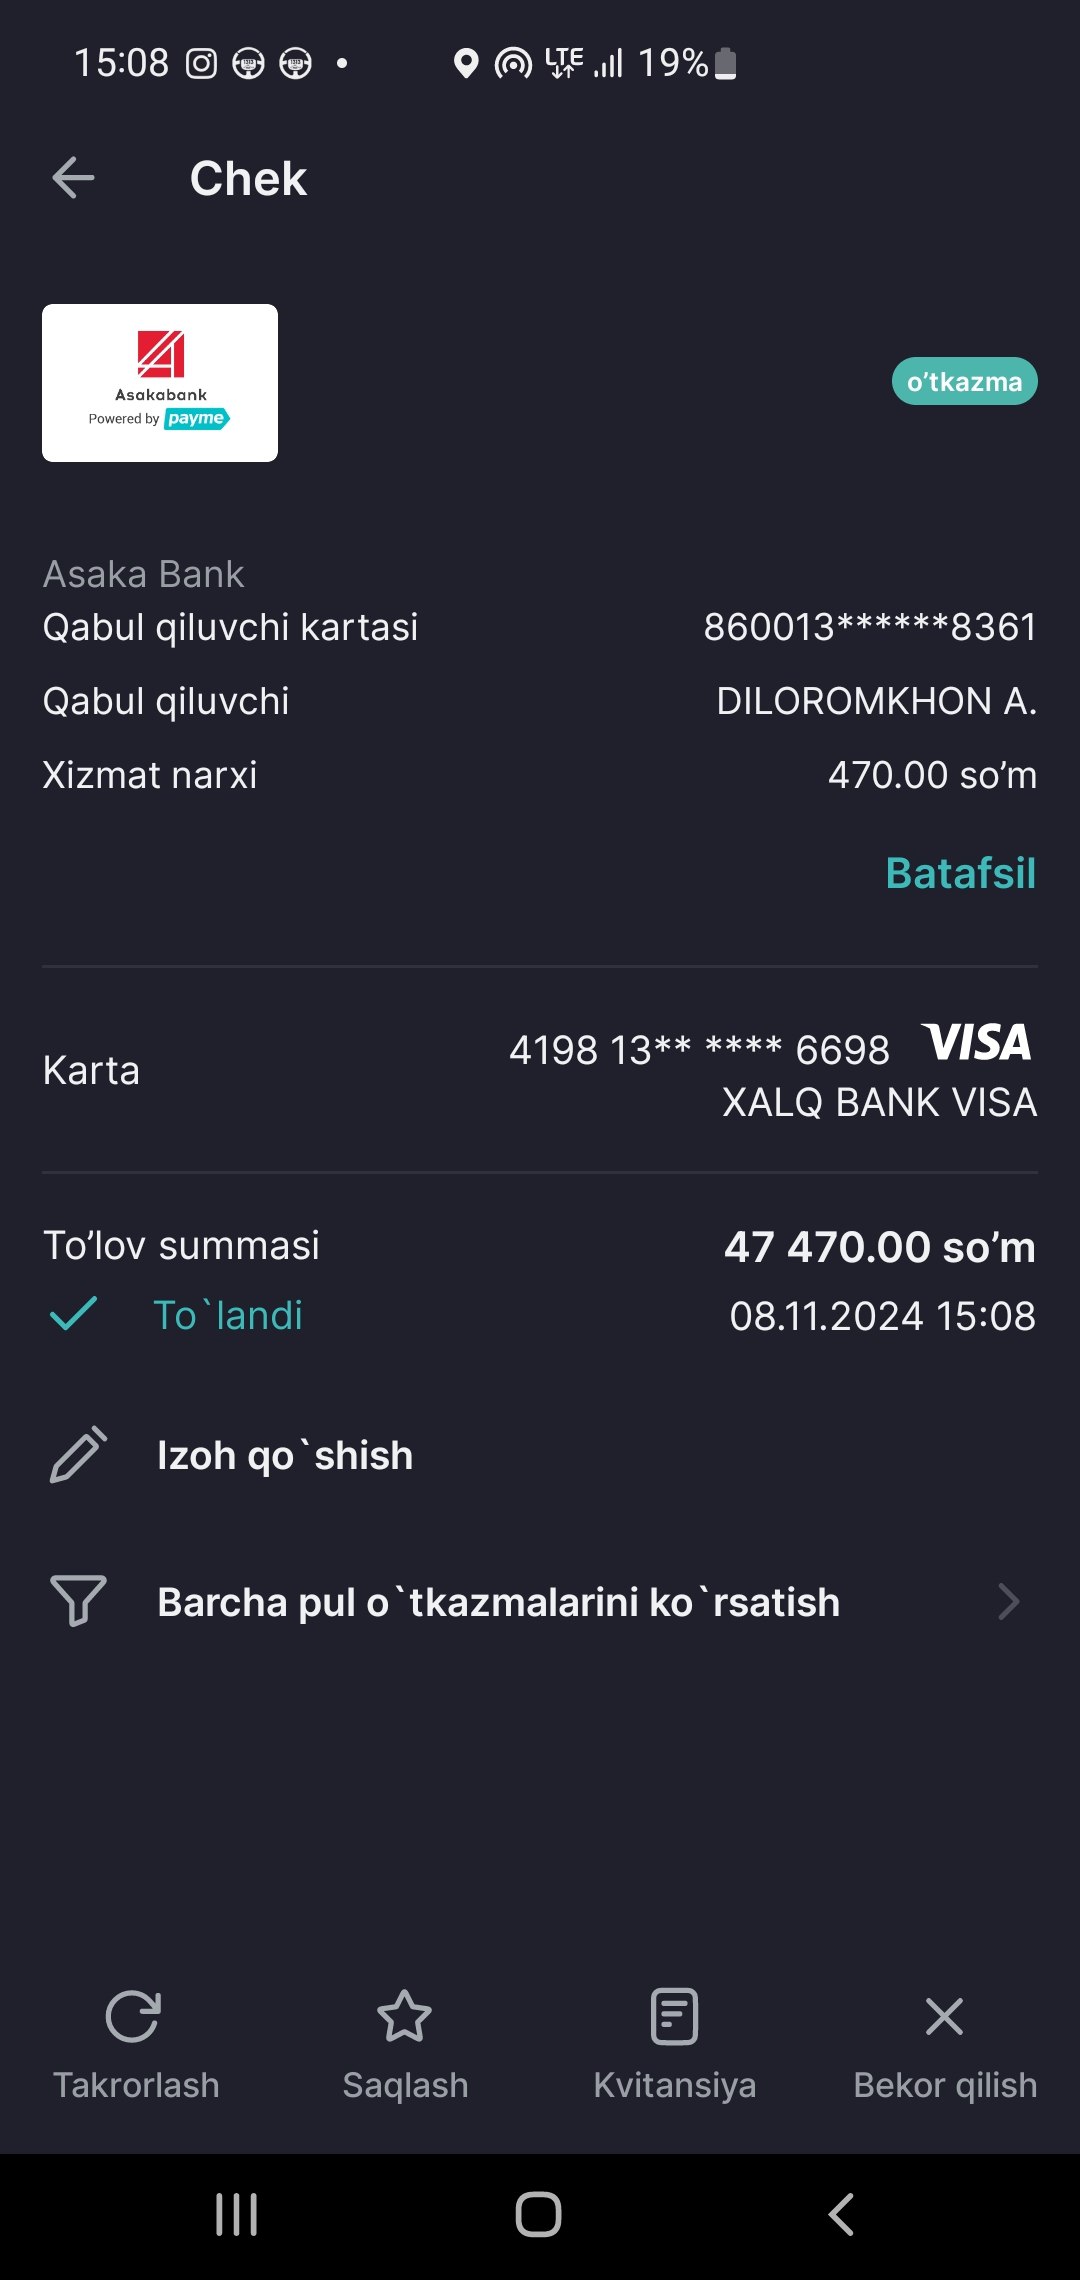 15:08 LTE 19%
Chek
Asakabank
Powered by payme
o’tkazma
Asaka Bank
Qabul qiluvchi kartasi 860013******8361
Qabul qiluvchi DILOROMKHON A.
Xizmat narxi 470.00 so’m
Batafsil
Karta 4198 13** **** 6698 VISA
XALQ BANK VISA
To’lov summasi 47 470.00 so’m
To`landi 08.11.2024 15:08
Izoh qo`shish
Barcha pul o`tkazmalarini ko`rsatish
Takrorlash Saqlash Kvitansiya Bekor qilish